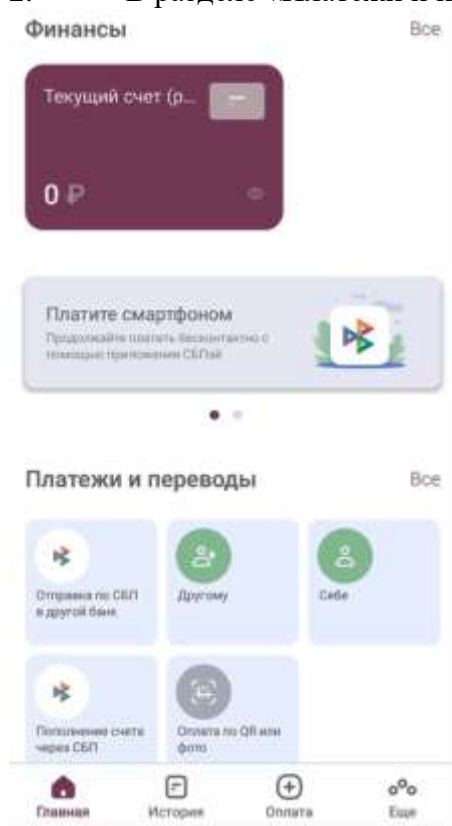 Финансы Все
Текущий счет (р...
0 ₽
Платите смартфоном
Продолжайте платить бесконтактно с
помощью приложения СБПэй
Платежи и переводы Все
Отправка по СБП
в другой банк
Другому
Себе
Пополнение счета
через СБП
Оплата по QR или
фото
Главная
История
Оплата
Еще